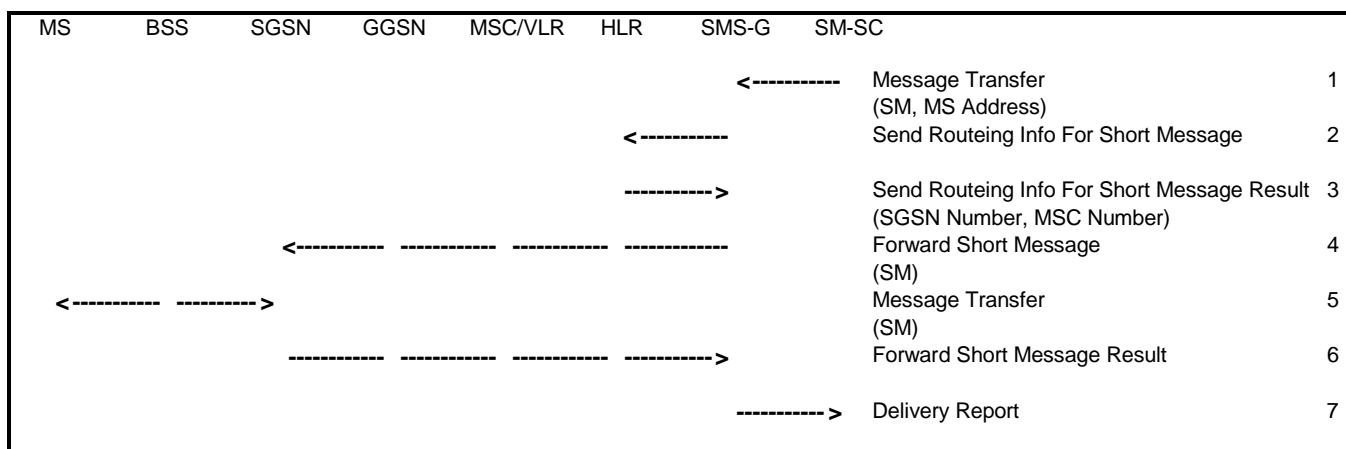 MS BSS SGSN GGSN MSC/VLR HLR SMS-G SM-SC
Message Transfer 1
(SM, MS Address)
Send Routeing Info For Short Message 2
Send Routeing Info For Short Message Result 3
(SGSN Number, MSC Number)
Forward Short Message 4
(SM)
Message Transfer 5
(SM)
Forward Short Message Result 6
Delivery Report 7